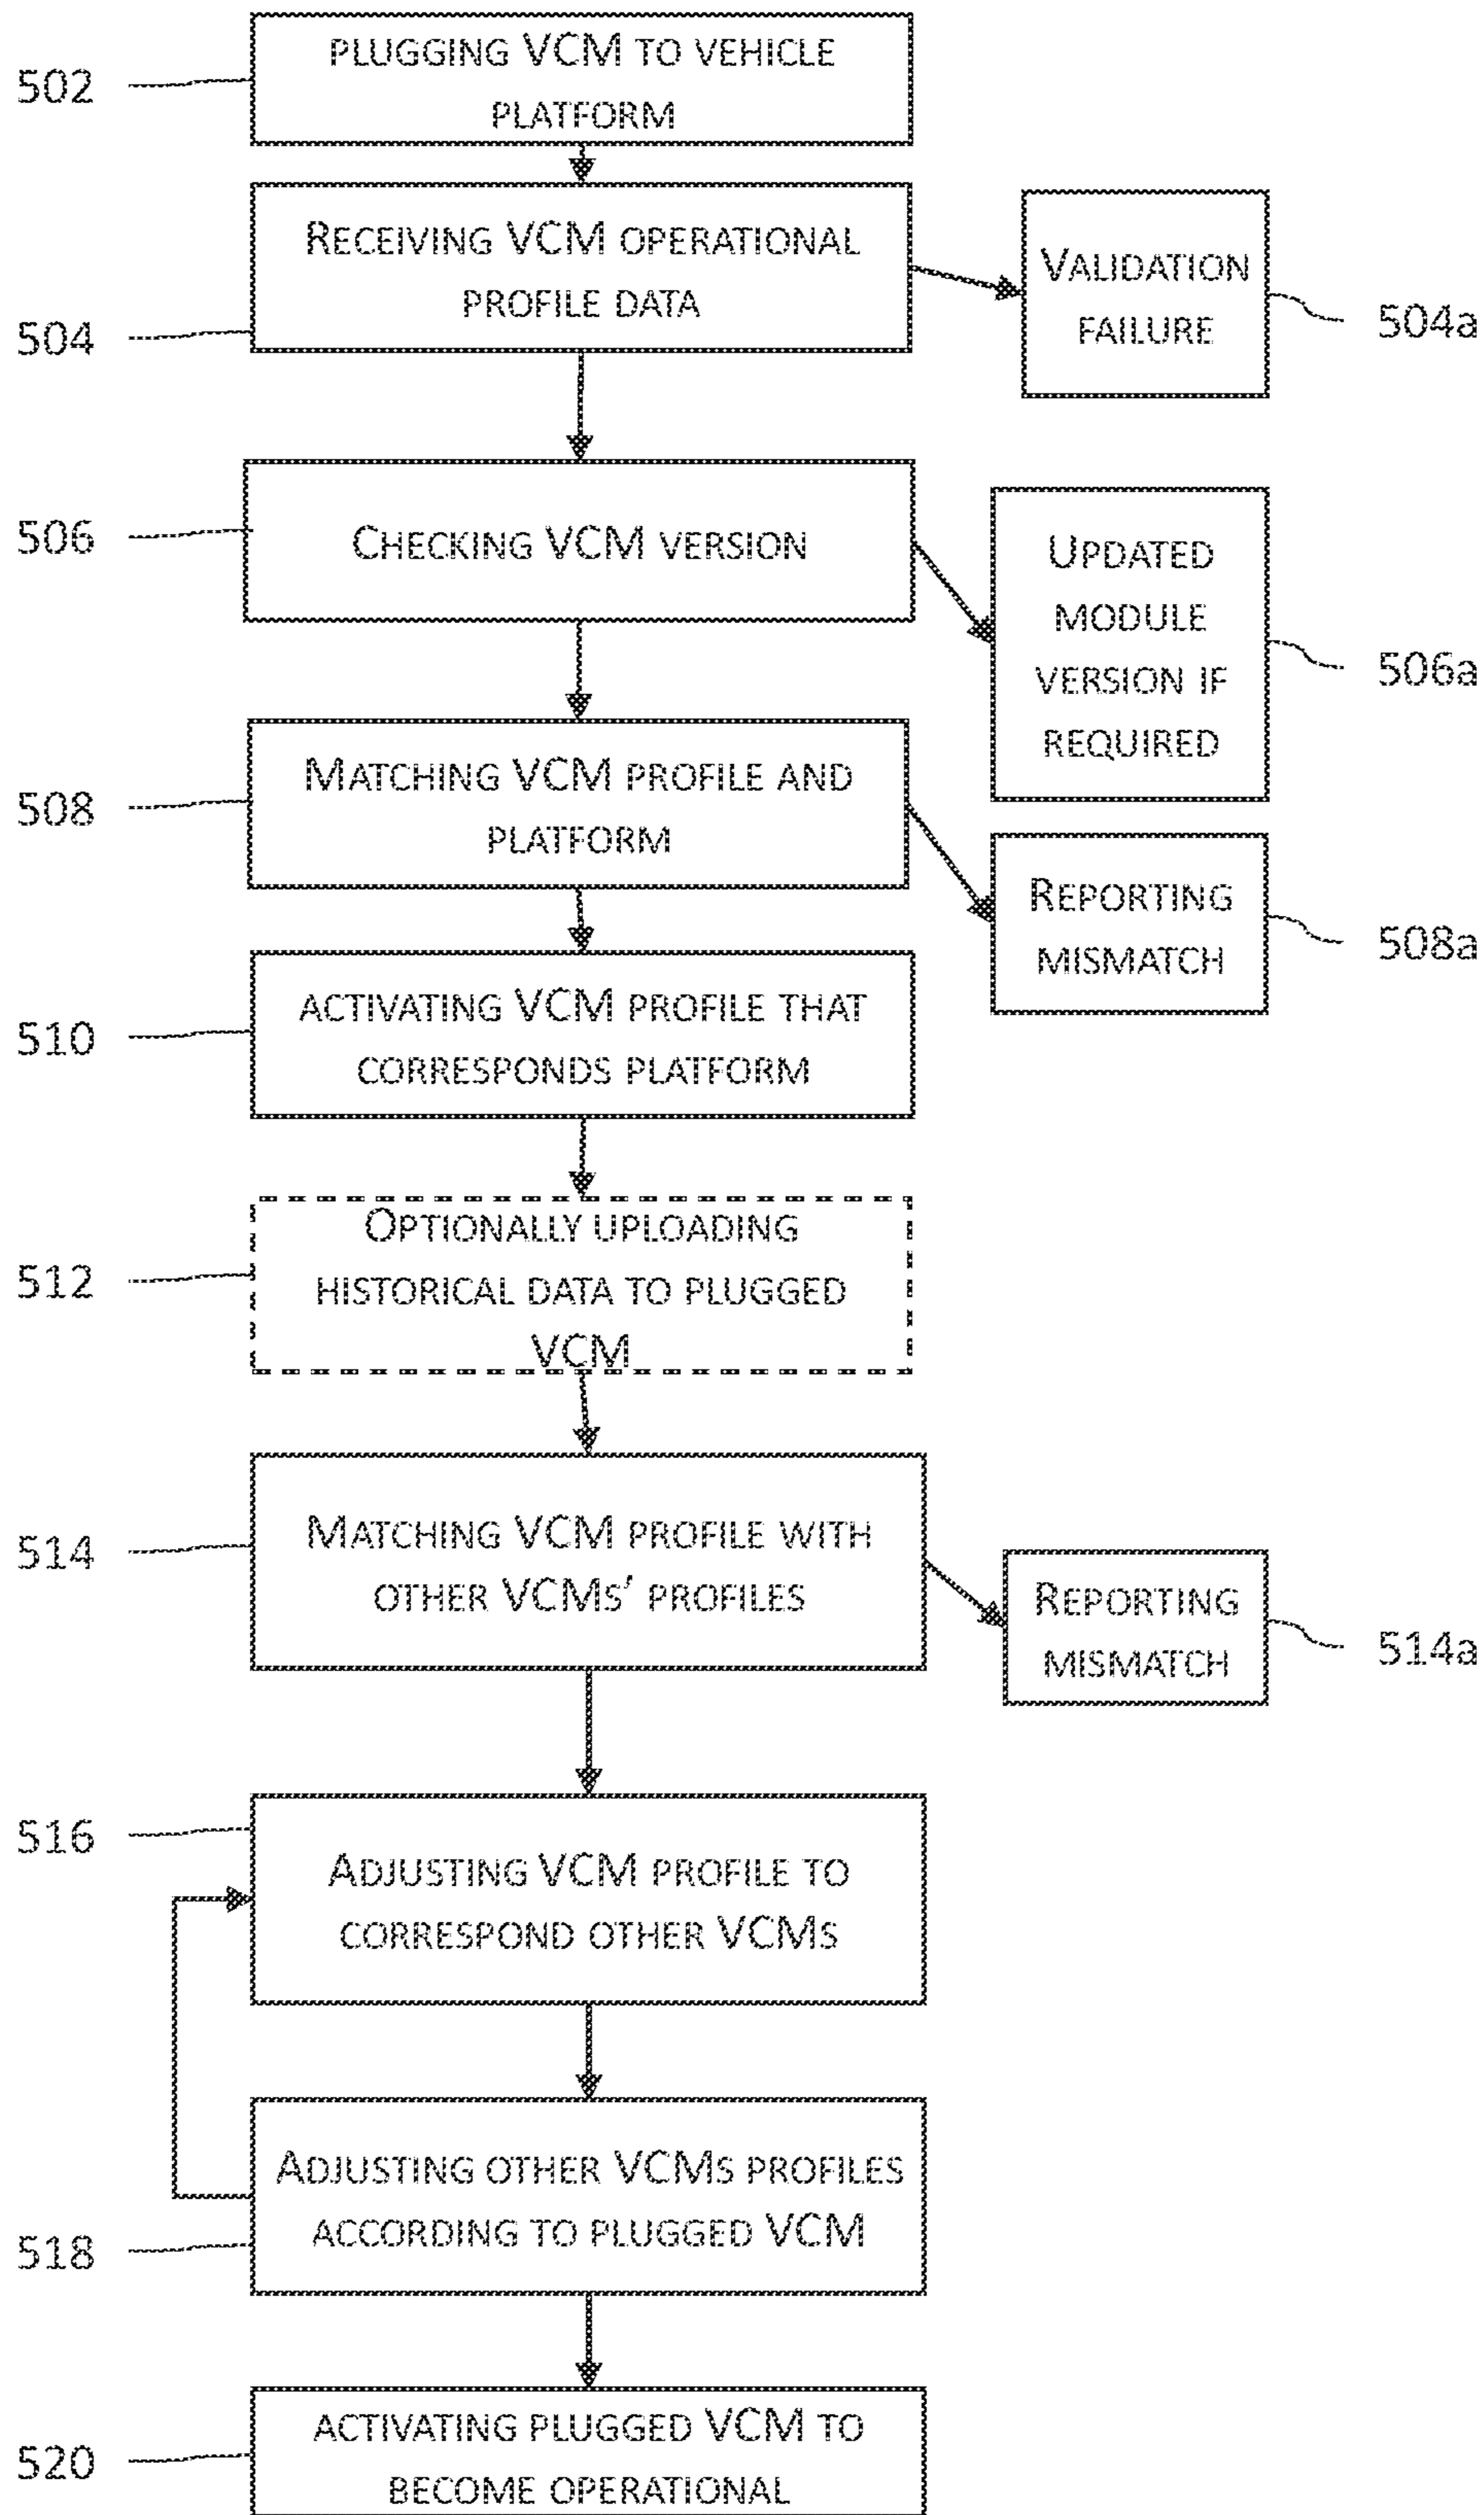 502
PLUGGING VCM TO VEHICLE
PLATFORM
RECEIVING VCM OPERATIONAL
PROFILE DATA
504
VALIDATION
FAILURE
504a
506
CHECKING VCM VERSION
UPDATED
MODULE
VERSION IF
REQUIRED
506a
508
MATCHING VCM PROFILE AND
PLATFORM
REPORTING
MISMATCH
508a
510
ACTIVATING VCM PROFILE THAT
CORRESPONDS PLATFORM
512
OPTIONALLY UPLOADING
HISTORICAL DATA TO PLUGGED
VCM
514
MATCHING VCM PROFILE WITH
OTHER VCMS' PROFILES
REPORTING
MISMATCH
514a
516
ADJUSTING VCM PROFILE TO
CORRESPOND OTHER VCMS
ADJUSTING OTHER VCMS PROFILES
ACCORDING TO PLUGGED VCM
518
520
ACTIVATING PLUGGED VCM TO
BECOME OPERATIONAL